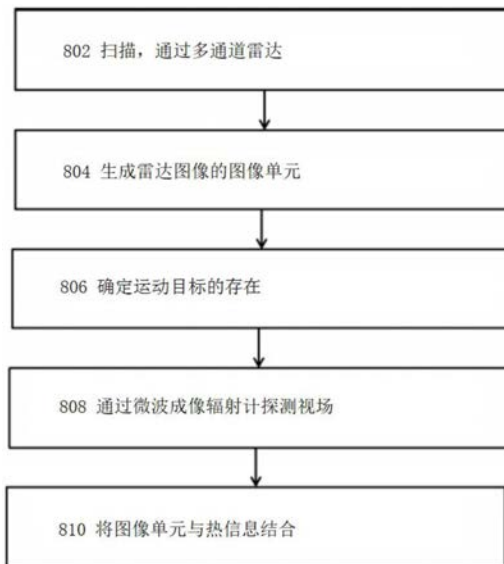 802 扫描，通过多通道雷达
804 生成雷达图像的图像单元
806 确定运动目标的存在
808 通过微波成像辐射计探测视场
810 将图像单元与热信息结合